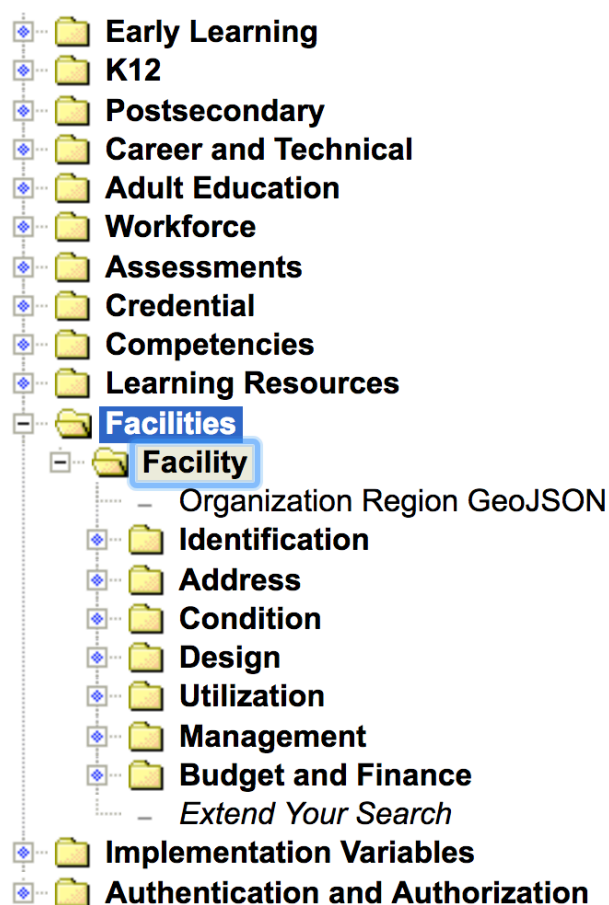 Early Learning
K12
Postsecondary
Career and Technical
Adult Education
Workforce
Assessments
Credential
Competencies
Learning Resources
Facilities
Facility
Organization Region GeoJSON
Identification
Address
Condition
Design
Utilization
Management
Budget and Finance
Extend Your Search
Implementation Variables
Authentication and Authorization